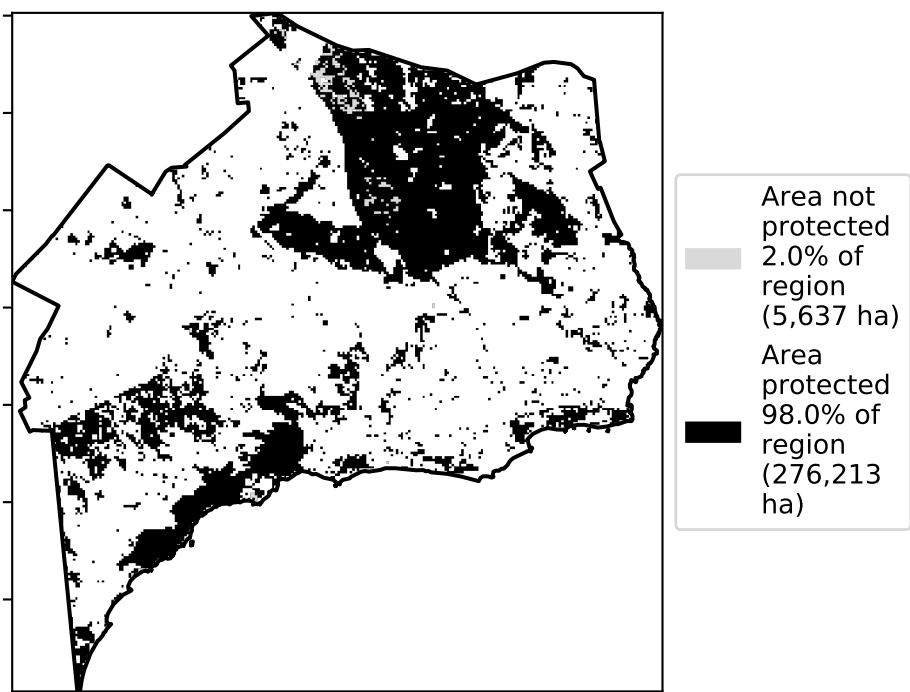 Area not
protected
2.0% of
region
(5,637 ha)
Area
protected
98.0% of
region
(276,213
ha)